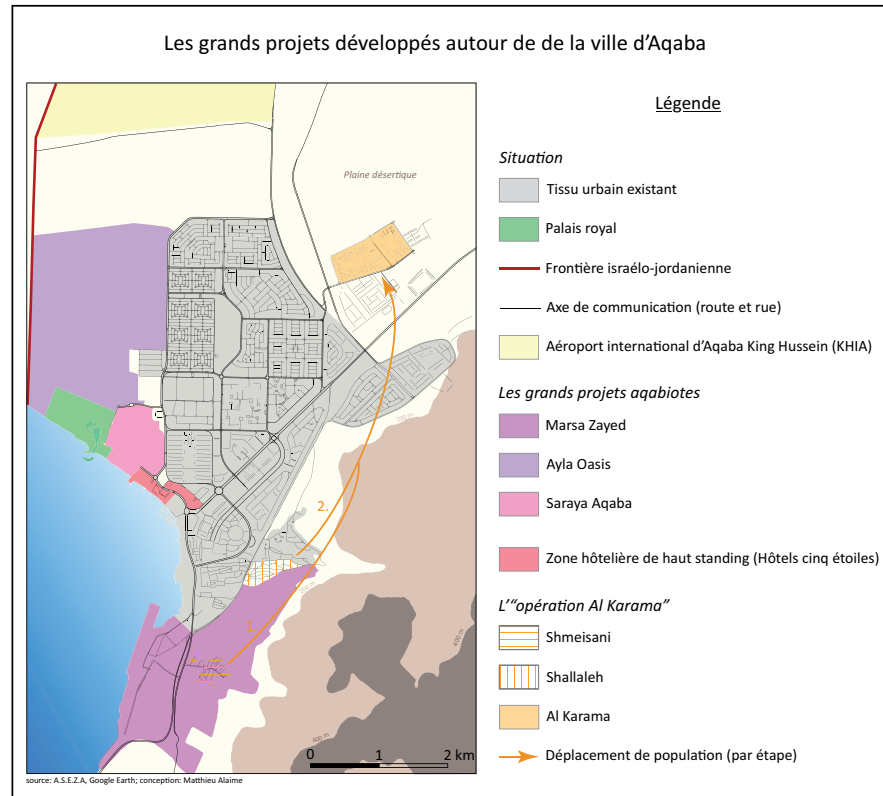 Les grands projets développés autour de de la ville d'Aqaba
Légende
Situation
Tissu urbain existant
Palais royal
Frontière israélo-jordanienne
Axe de communication (route et rue)
Aéroport international d'Aqaba King Hussein (KHIA)
Les grands projets aqabiotes
Marsa Zayed
Ayla Oasis
Saraya Aqaba
Zone hôtelière de haut standing (Hôtels cinq étoiles)
L'"opération Al Karama"
Shmeisani
Shallaleh
Al Karama
Déplacement de population (par étape)
Plaine désertique
200 m
2.
200 m
1.
400 m
400 m
0 1 2 km
source: A.S.E.Z.A, Google Earth; conception: Matthieu Alaime